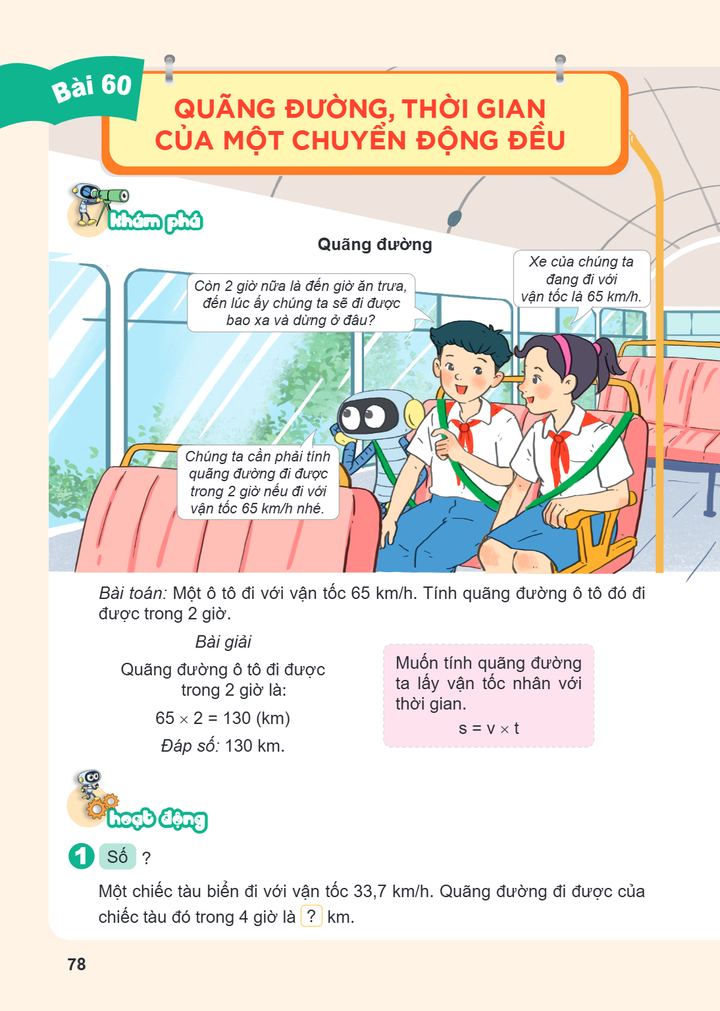 Bài 60
QUÃNG ĐƯỜNG, THỜI GIAN
CỦA MỘT CHUYỂN ĐỘNG ĐỀU
khám phá
Quãng đường
Còn 2 giờ nữa là đến giờ ăn trưa,
đến lúc ấy chúng ta sẽ đi được
bao xa và dừng ở đâu?
Xe của chúng ta
đang đi với
vận tốc là 65 km/h.
Chúng ta cần phải tính
quãng đường đi được
trong 2 giờ nếu đi với
vận tốc 65 km/h nhé.
Bài toán: Một ô tô đi với vận tốc 65 km/h. Tính quãng đường ô tô đó đi
được trong 2 giờ.
Bài giải
Quãng đường ô tô đi được
trong 2 giờ là:
65 × 2 = 130 (km)
Đáp số: 130 km.
Muốn tính quãng đường
ta lấy vận tốc nhân với
thời gian.
s = v × t
hoạt động
1 Số ?
Một chiếc tàu biển đi với vận tốc 33,7 km/h. Quãng đường đi được của
chiếc tàu đó trong 4 giờ là ? km.
78